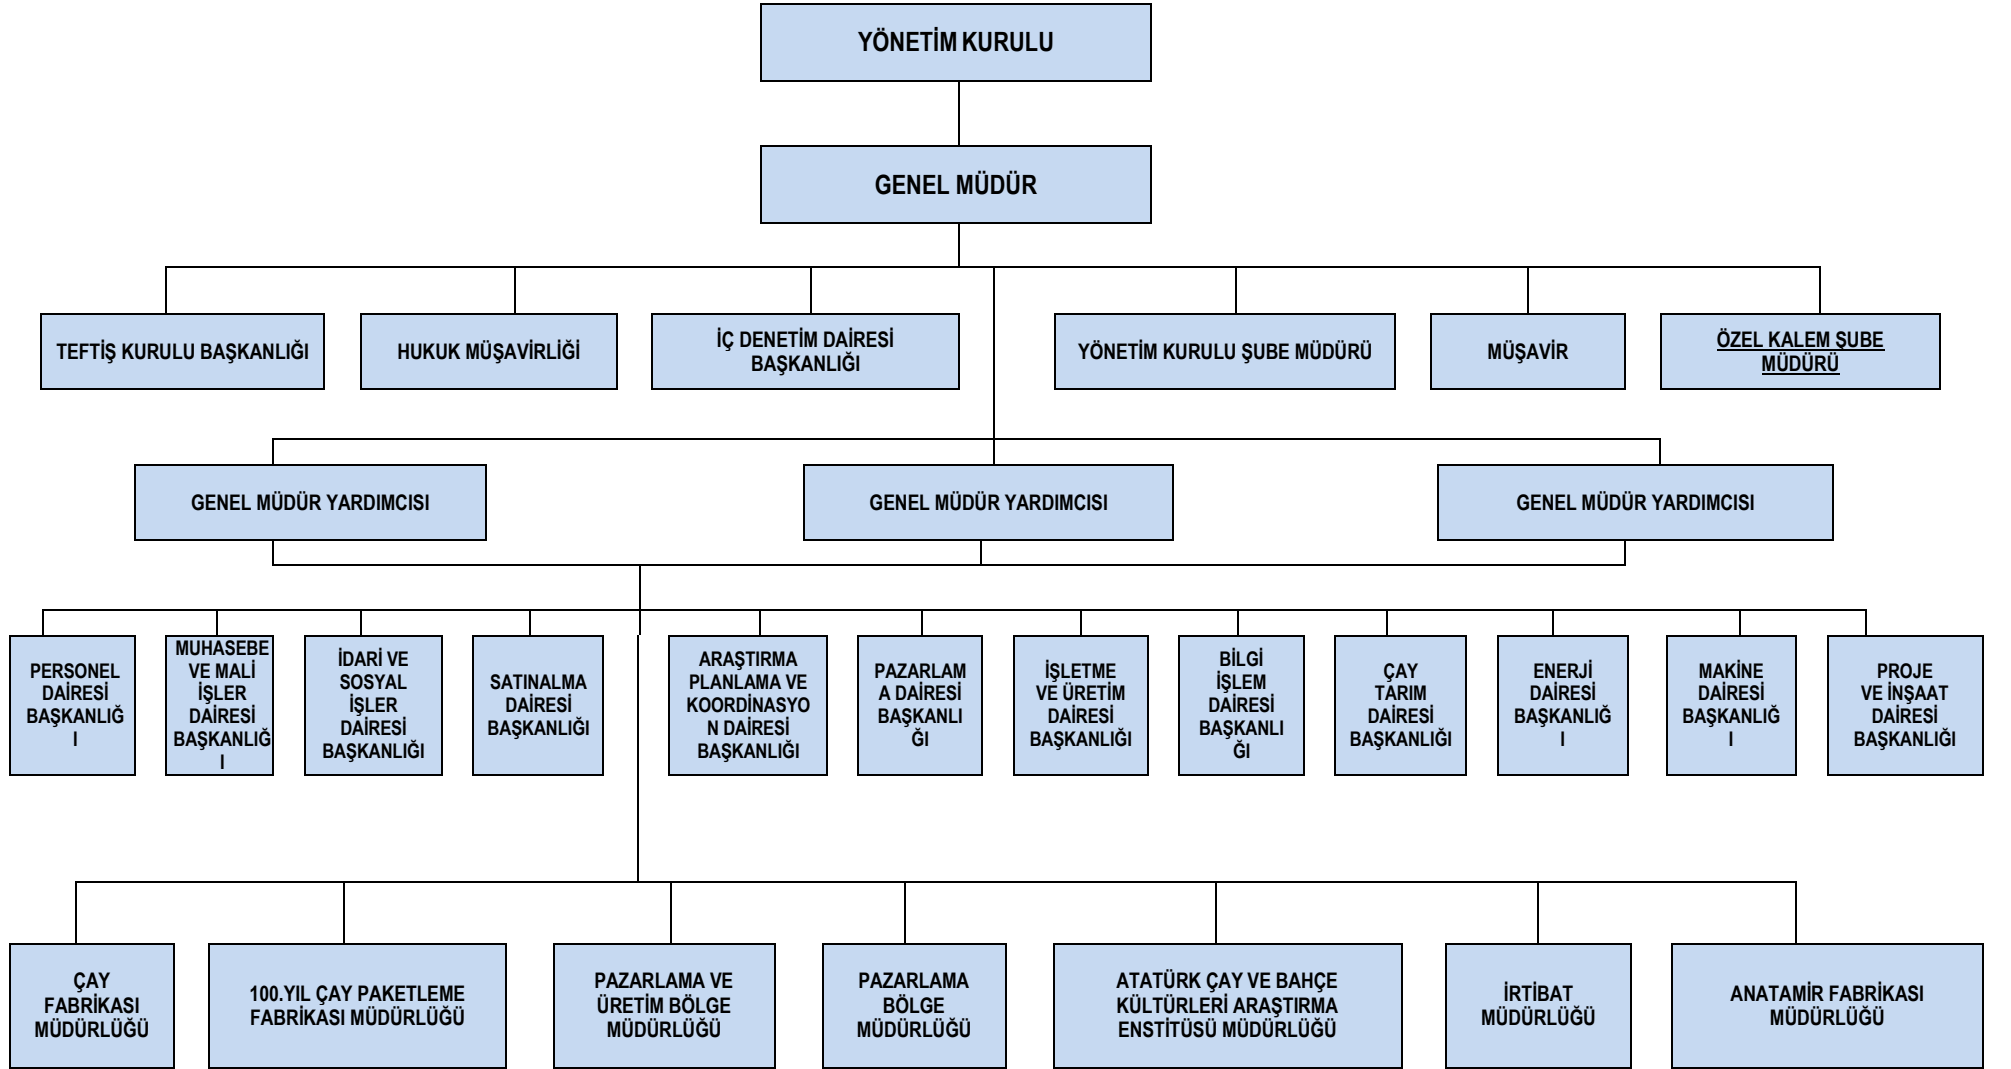 YÖNETİM KURULU
GENEL MÜDÜR
TEFTİŞ KURULU BAŞKANLIĞI
HUKUK MÜŞAVİRLİĞİ
İÇ DENETİM DAİRESİ
BAŞKANLIĞI
YÖNETİM KURULU ŞUBE MÜDÜRÜ
MÜŞAVİR
ÖZEL KALEM ŞUBE
MÜDÜRÜ
GENEL MÜDÜR YARDIMCISI
GENEL MÜDÜR YARDIMCISI
GENEL MÜDÜR YARDIMCISI
PERSONEL
DAİRESİ
BAŞKANLIĞ
I
MUHASEBE
VE MALİ
İŞLER
DAİRESİ
BAŞKANLIĞ
I
İDARİ VE
SOSYAL
İŞLER
DAİRESİ
BAŞKANLIĞI
SATINALMA
DAİRESİ
BAŞKANLIĞI
ARAŞTIRMA
PLANLAMA VE
KOORDİNASYO
N DAİRESİ
BAŞKANLIĞI
PAZARLAM
A DAİRESİ
BAŞKANLI
ĞI
İŞLETME
VE ÜRETİM
DAİRESİ
BAŞKANLIĞI
BİLGİ
İŞLEM
DAİRESİ
BAŞKANLI
ĞI
ÇAY
TARIM
DAİRESİ
BAŞKANLIĞI
ENERJİ
DAİRESİ
BAŞKANLIĞ
I
MAKİNE
DAİRESİ
BAŞKANLIĞ
I
PROJE
VE İNŞAAT
DAİRESİ
BAŞKANLIĞI
ÇAY
FABRİKASI
MÜDÜRLÜĞÜ
100.YIL ÇAY PAKETLEME
FABRİKASI MÜDÜRLÜĞÜ
PAZARLAMA VE
ÜRETİM BÖLGE
MÜDÜRLÜĞÜ
PAZARLAMA
BÖLGE
MÜDÜRLÜĞÜ
ATATÜRK ÇAY VE BAHÇE
KÜLTÜRLERİ ARAŞTIRMA
ENSTİTÜSÜ MÜDÜRLÜĞÜ
İRTİBAT
MÜDÜRLÜĞÜ
ANATAMİR FABRİKASI
MÜDÜRLÜĞÜ